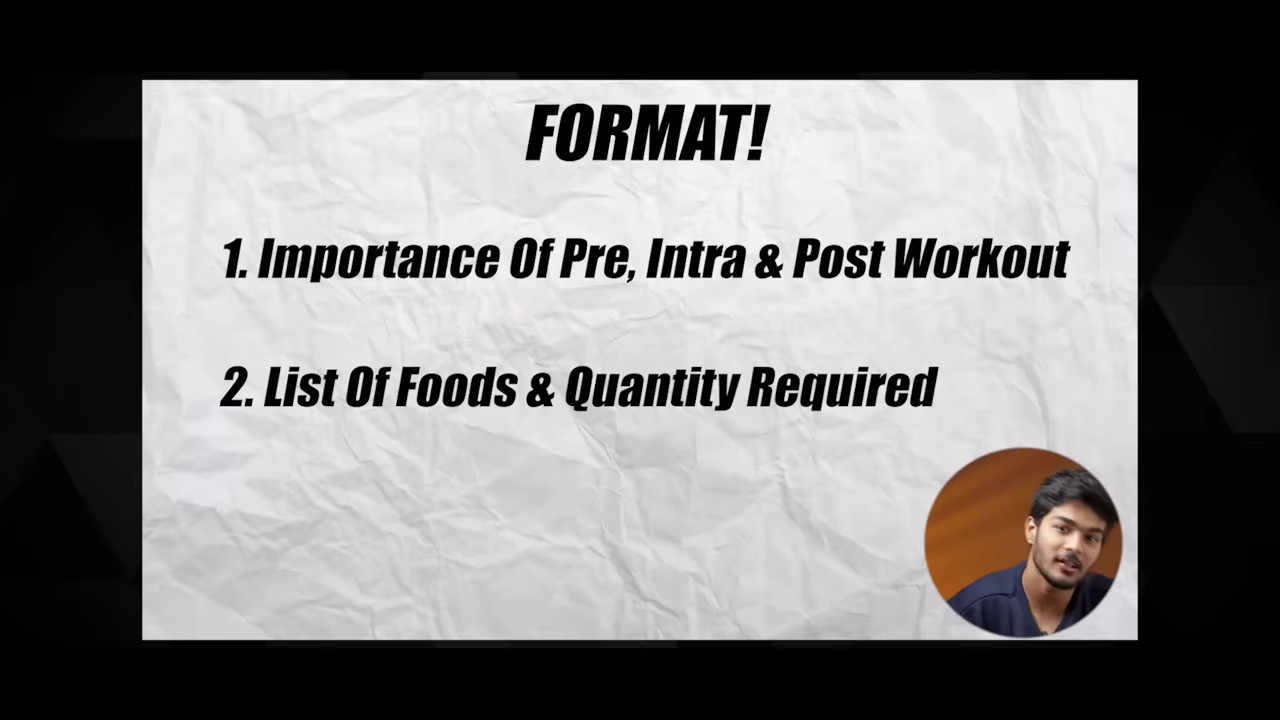 FORMAT!
1. Importance Of Pre, Intra & Post Workout
2. List Of Foods & Quantity Required